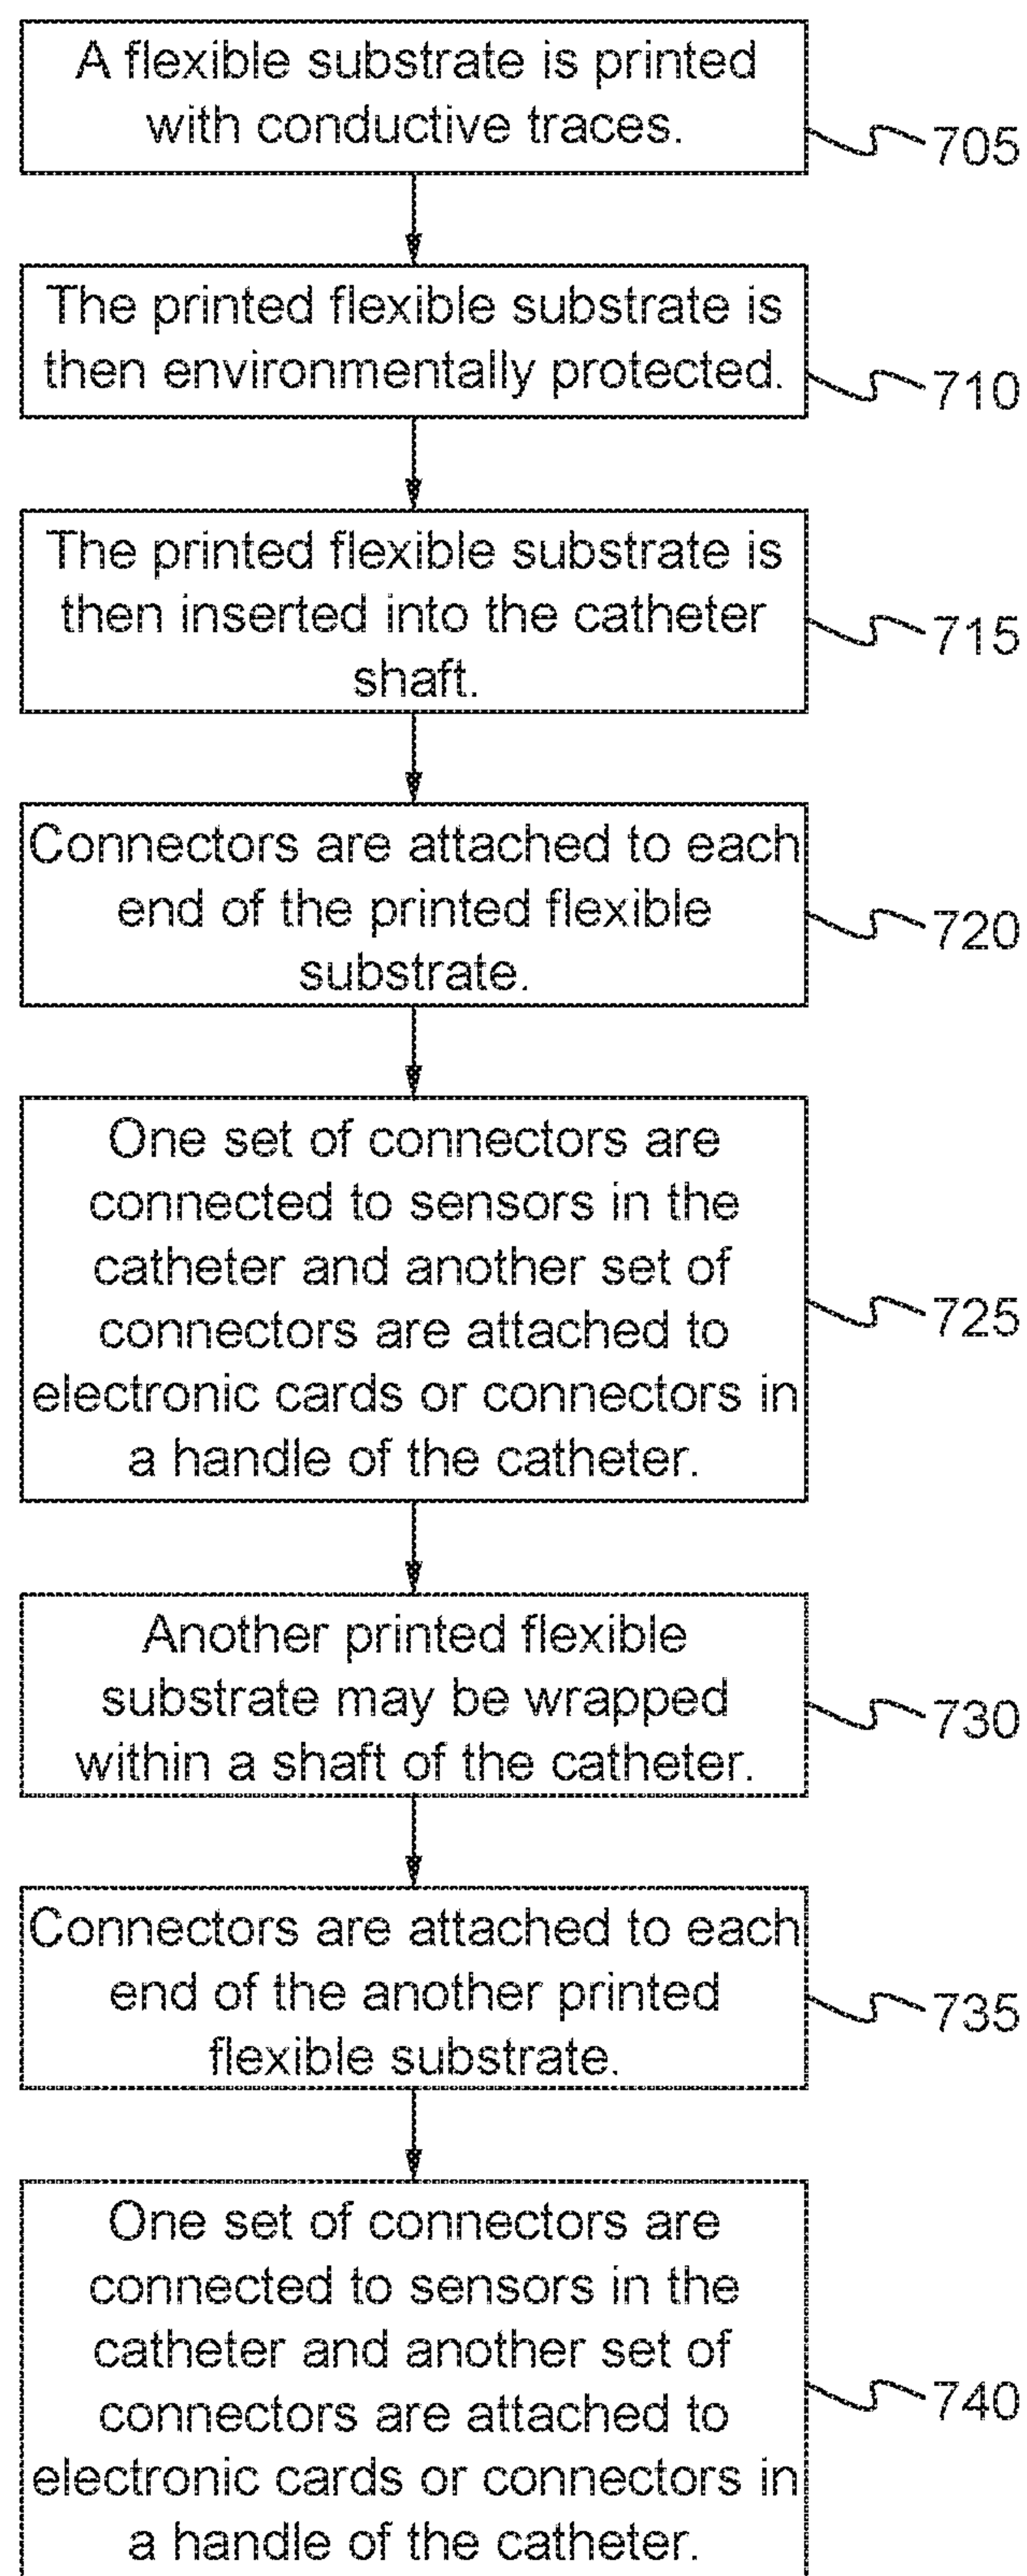 A flexible substrate is printed
with conductive traces.
705
The printed flexible substrate is
then environmentally protected.
710
The printed flexible substrate is
then inserted into the catheter
shaft.
715
Connectors are attached to each
end of the printed flexible
substrate.
720
One set of connectors are
connected to sensors in the
catheter and another set of
connectors are attached to
electronic cards or connectors in
a handle of the catheter.
725
Another printed flexible
substrate may be wrapped
within a shaft of the catheter.
730
Connectors are attached to each
end of the another printed
flexible substrate.
735
One set of connectors are
connected to sensors in the
catheter and another set of
connectors are attached to
electronic cards or connectors in
a handle of the catheter.
740